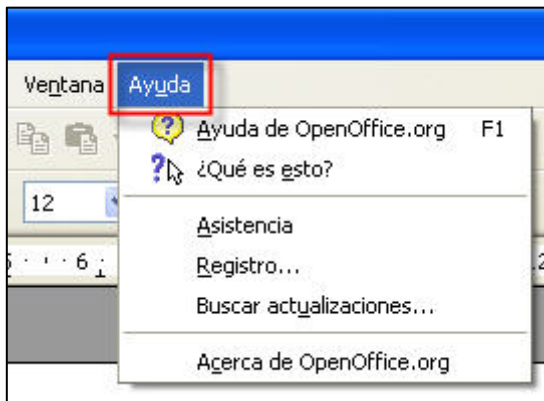 Ventana Ayuda
Ayuda de OpenOffice.org F1
¿Qué es esto?
12
Asistencia
6
Registro...
Buscar actualizaciones...
Acerca de OpenOffice.org